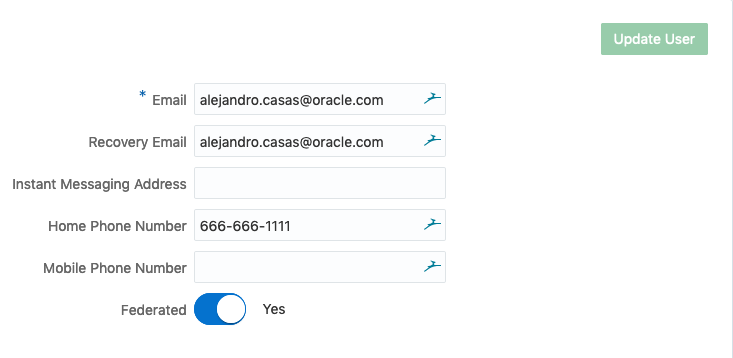 Update User
* Email alejandro.casas@oracle.com
Recovery Email alejandro.casas@oracle.com
Instant Messaging Address
Home Phone Number 666-666-1111
Mobile Phone Number
Federated Yes